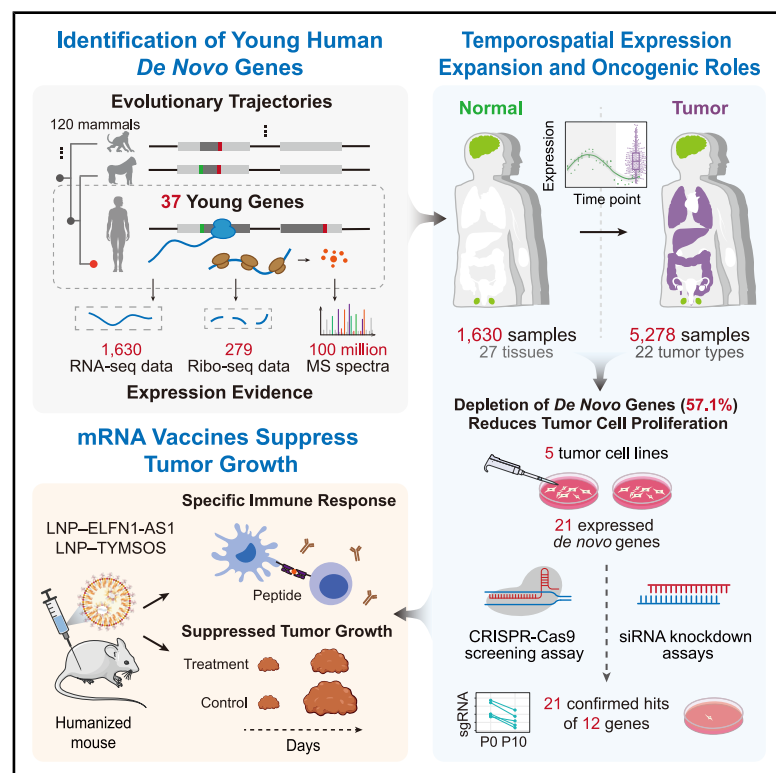 Identification of Young Human
De Novo Genes
Evolutionary Trajectories
120 mammals
37 Young Genes
1,630
RNA-seq data
279
Ribo-seq data
100 million
MS spectra
Expression Evidence
Temporospatial Expression
Expansion and Oncogenic Roles
Normal
Tumor
Expression
Time point
1,630 samples
27 tissues
5,278 samples
22 tumor types
Depletion of De Novo Genes (57.1%)
Reduces Tumor Cell Proliferation
5 tumor cell lines
21 expressed
de novo genes
CRISPR-Cas9
screening assay
siRNA knockdown
assays
sgRNA
P0 P10
21 confirmed hits
of 12 genes
mRNA Vaccines Suppress
Tumor Growth
LNP–ELFN1-AS1
LNP–TYMSOS
Humanized
mouse
Specific Immune Response
Peptide
Suppressed Tumor Growth
Treatment
Control
Days